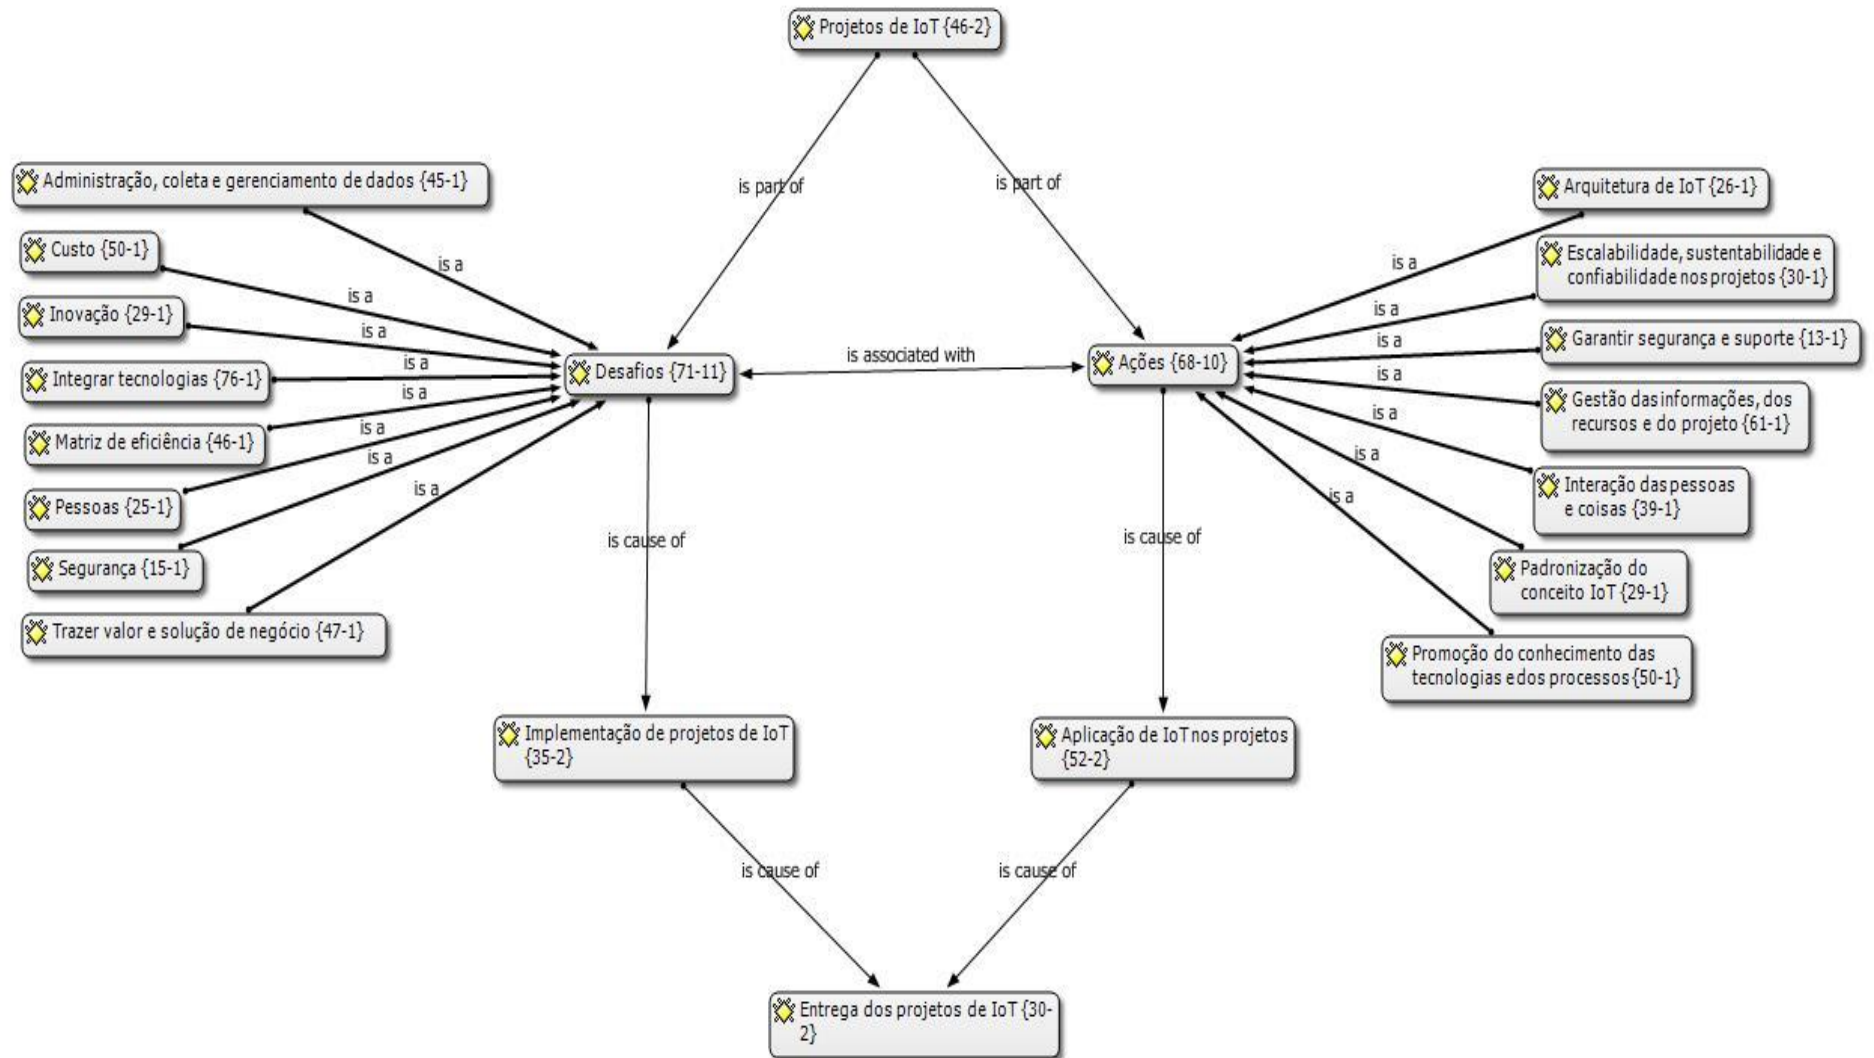 Projetos de IoT {46-2}
is part of
is part of
Administração, coleta e gerenciamento de dados {45-1}
Custo {50-1}
Inovação {29-1}
Integrar tecnologias {76-1}
Matriz de eficiência {46-1}
Pessoas {25-1}
Segurança {15-1}
Trazer valor e solução de negócio {47-1}
is a
is a
is a
is a
is a
is a
is a
is a
Desafios {71-11}
is associated with
Ações {68-10}
Arquitetura de IoT {26-1}
Escalabilidade, sustentabilidade e
confiabilidade nos projetos {30-1}
Garantir segurança e suporte {13-1}
Gestão das informações, dos
recursos e do projeto {61-1}
Interação das pessoas
e coisas {39-1}
Padronização do
conceito IoT {29-1}
Promoção do conhecimento das
tecnologias e dos processos {50-1}
is a
is a
is a
is a
is a
is a
is a
is cause of
is cause of
Implementação de projetos de IoT
{35-2}
Aplicação de IoT nos projetos
{52-2}
is cause of
is cause of
Entrega dos projetos de IoT {30-
2}